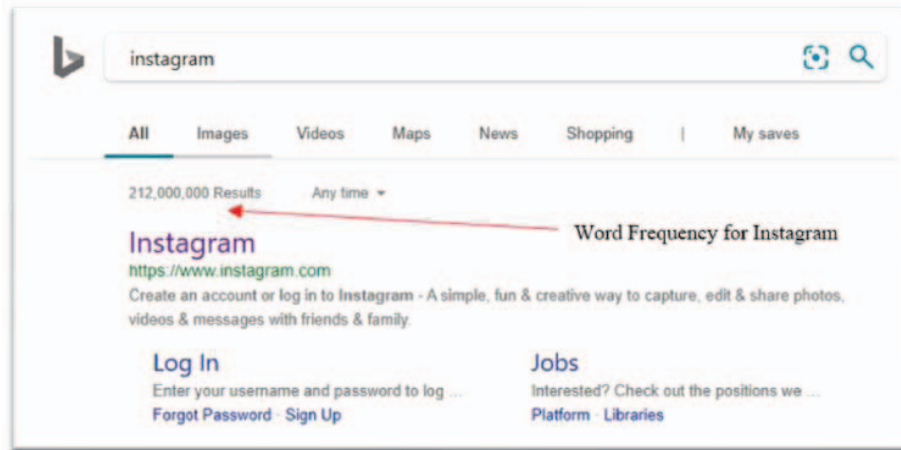 instagram
All Images Videos Maps News Shopping | My saves
212,000,000 Results Any time
Word Frequency for Instagram
Instagram
https://www.instagram.com
Create an account or log in to Instagram - A simple, fun & creative way to capture, edit & share photos,
videos & messages with friends & family.
Log In Jobs
Enter your username and password to log ... Interested? Check out the positions we ...
Forgot Password · Sign Up Platform · Libraries